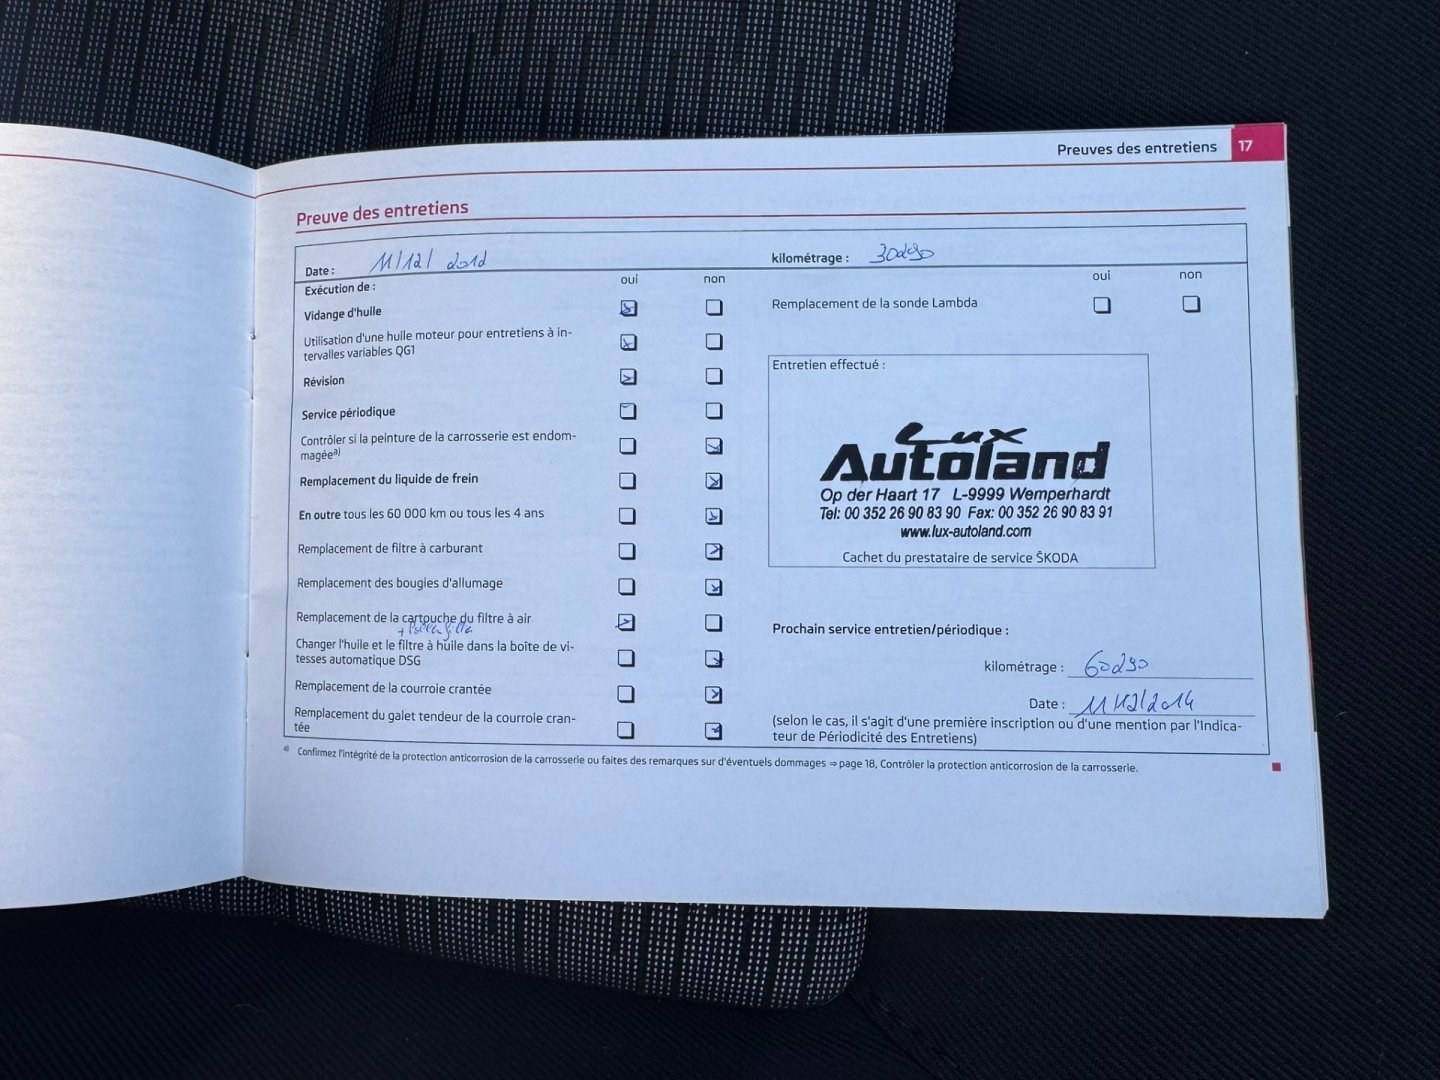 Preuves des entretiens 17
Preuve des entretiens
Date : 11/12/ 2012
kilométrage : 30290
Exécution de :
oui non
Vidange d'huile
Utilisation d'une huile moteur pour entretiens à in-
tervalles variables QG1
Révision
Service périodique
Contrôler si la peinture de la carrosserie est endom-
magée a)
Remplacement du liquide de frein
En outre tous les 60 000 km ou tous les 4 ans
Remplacement de filtre à carburant
Remplacement des bougies d'allumage
Remplacement de la cartouche du filtre à air
Changer l'huile et le filtre à huile dans la boîte de vi-
tesses automatique DSG
Remplacement de la courroie crantée
Remplacement du galet tendeur de la courroie cran-
tée
oui non
Remplacement de la sonde Lambda
Entretien effectué :
Lux
Autoland
Op der Haart 17 L-9999 Wemperhardt
Tel: 00 352 26 90 83 90 Fax: 00 352 26 90 83 91
www.lux-autoland.com
Cachet du prestataire de service ŠKODA
Prochain service entretien/périodique :
kilométrage : 60290
Date : 11/12/2014
(selon le cas, il s'agit d'une première inscription ou d'une mention par l'Indica-
teur de Périodicité des Entretiens)
a) Confirmez l'intégrité de la protection anticorrosion de la carrosserie ou faites des remarques sur d'éventuels dommages ⇒ page 18, Contrôler la protection anticorrosion de la carrosserie.